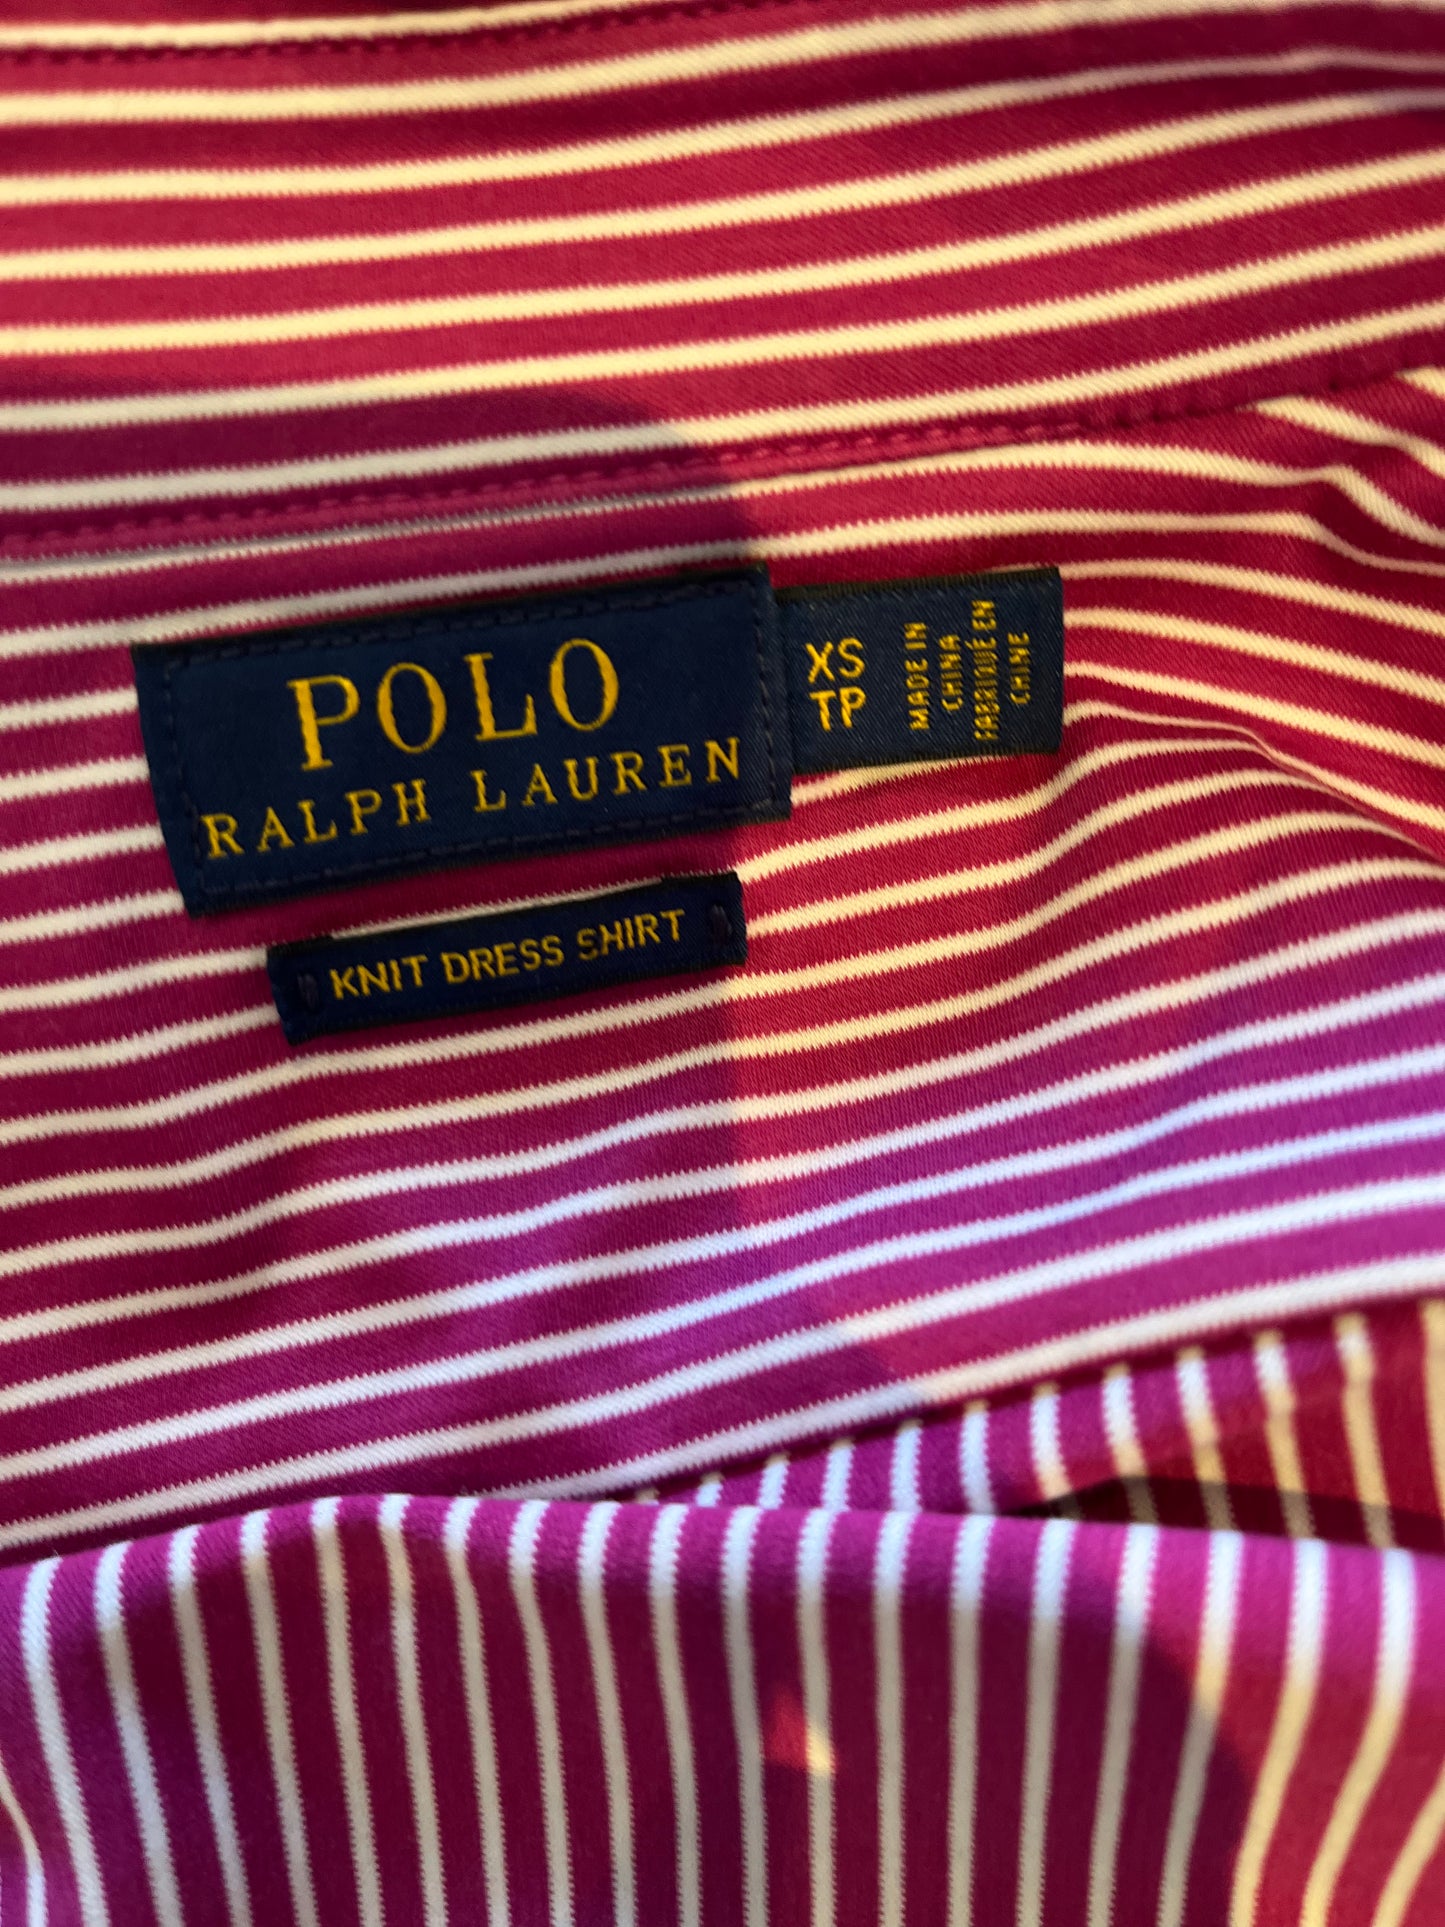 POLO
RALPH LAUREN
XS
TP
MADE IN
CHINA
FABRIQUÉ EN
CHINE
KNIT DRESS SHIRT